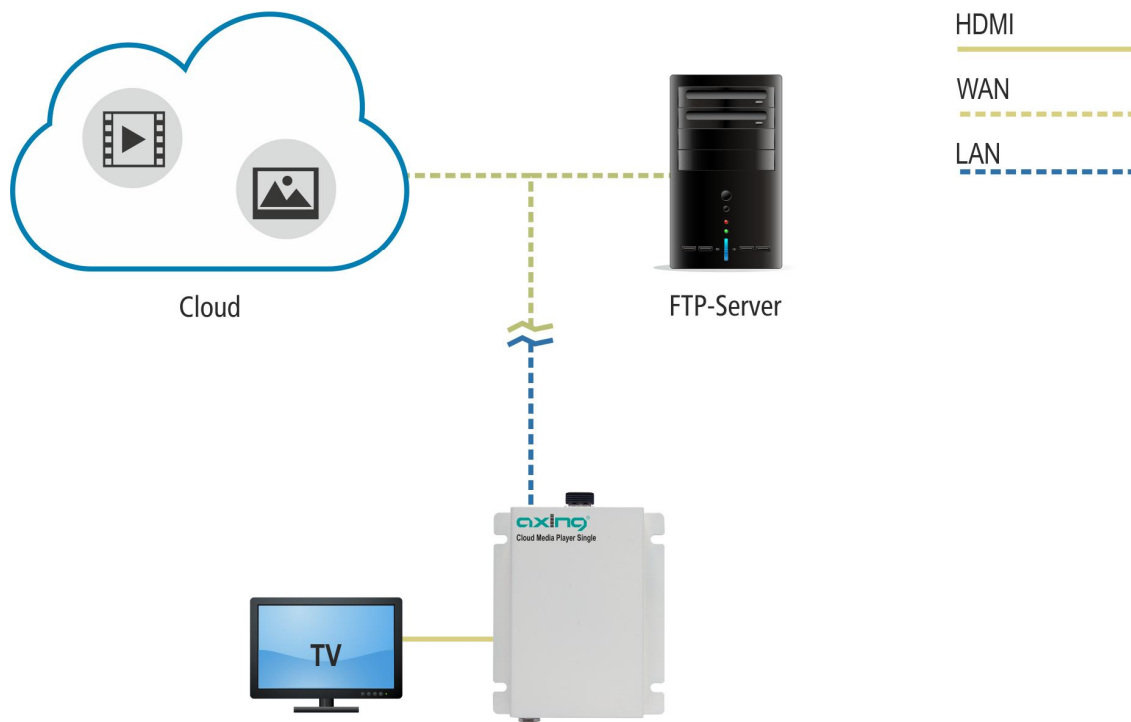 HDMI
WAN
LAN
Cloud
FTP-Server
axing®
Cloud Media Player Single
TV